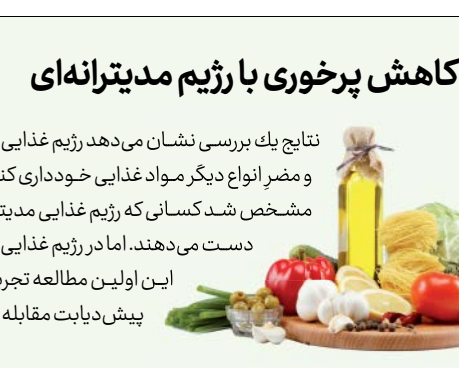 کاهش پرخوری با رژیم مدیترانه‌ای
نتایج یك بررسی نشان می‌دهد رژیم غذایی
و مضرِ انواع دیگر مواد غذایی خودداری کن
مشخص شد کسانی که رژیم غذایی مدیتر
دست می‌دهند. اما در رژیم غذایی
این اولین مطالعه تجر
پیش‌دیابت مقابله